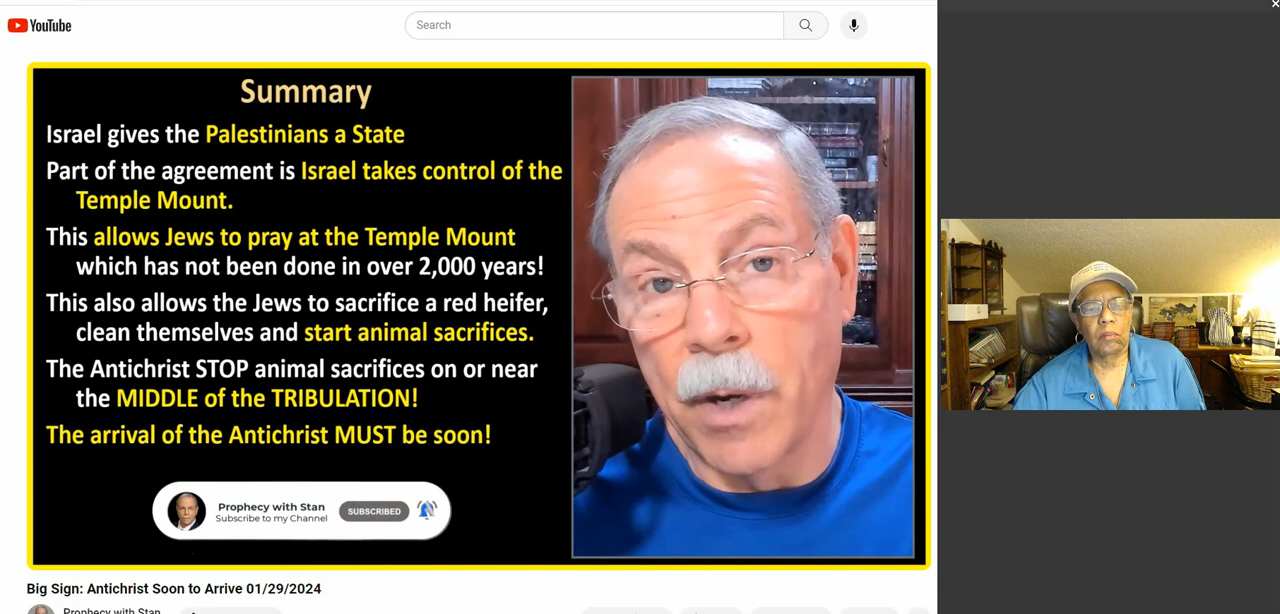 YouTube
Search
Summary
Israel gives the Palestinians a State
Part of the agreement is Israel takes control of the
Temple Mount.
This allows Jews to pray at the Temple Mount
which has not been done in over 2,000 years!
This also allows the Jews to sacrifice a red heifer,
clean themselves and start animal sacrifices.
The Antichrist STOP animal sacrifices on or near
the MIDDLE of the TRIBULATION!
The arrival of the Antichrist MUST be soon!
Prophecy with Stan
Subscribe to my Channel
SUBSCRIBED
Big Sign: Antichrist Soon to Arrive 01/29/2024
Prophecy with Stan